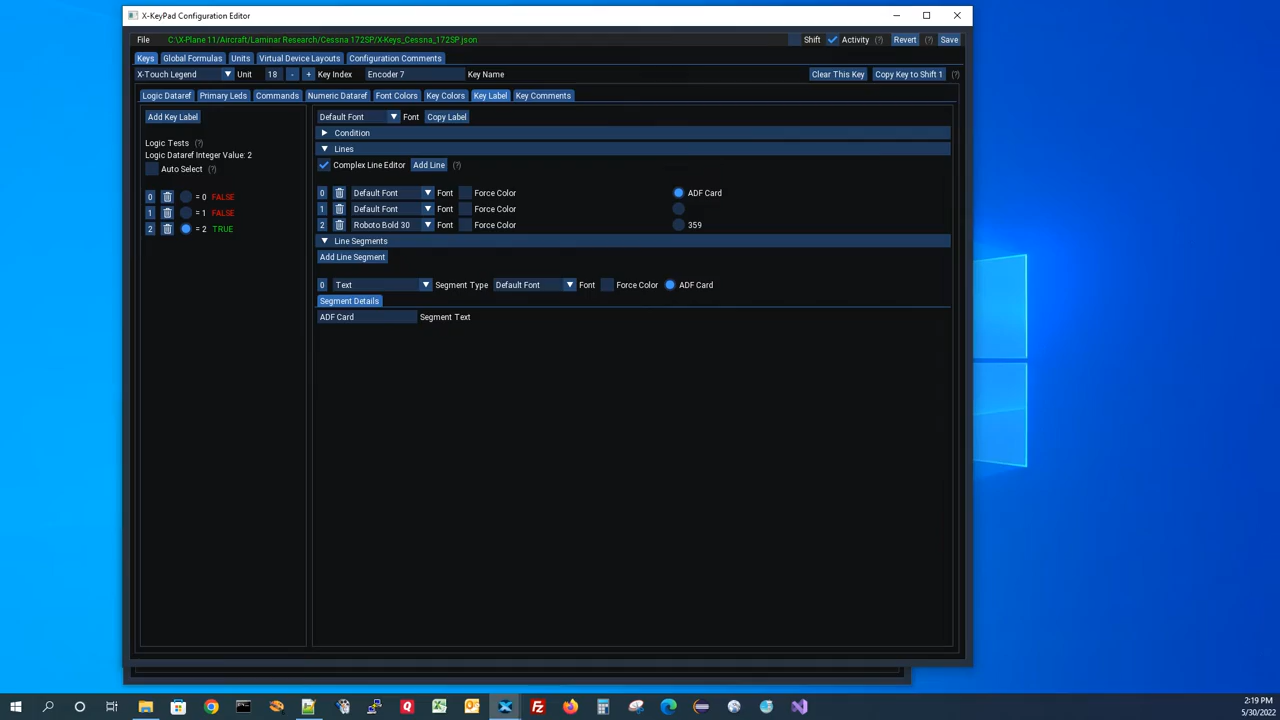 X-KeyPad Configuration Editor
File C:\X-Plane 11/Aircraft/Laminar Research/Cessna 172SP/X-Keys_Cessna_172SP.json Shift Activity (?) Revert (?) Save
Keys Global Formulas Units Virtual Device Layouts Configuration Comments
X-Touch Legend Unit 18 - + Key Index Encoder 7 Key Name Clear This Key Copy Key to Shift 1 (?)
Logic Dataref Primary Leds Commands Numeric Dataref Font Colors Key Colors Key Label Key Comments
Add Key Label
Logic Tests (?)
Logic Dataref Integer Value: 2
Auto Select (?)
0 = 0 FALSE
1 = 1 FALSE
2 = 2 TRUE
Default Font Font Copy Label
Condition
Lines
Complex Line Editor Add Line (?)
0 Default Font Font Force Color ADF Card
1 Default Font Font Force Color
2 Roboto Bold 30 Font Force Color 359
Line Segments
Add Line Segment
0 Text Segment Type Default Font Font Force Color ADF Card
Segment Details
ADF Card Segment Text
2:19 PM
5/30/2022